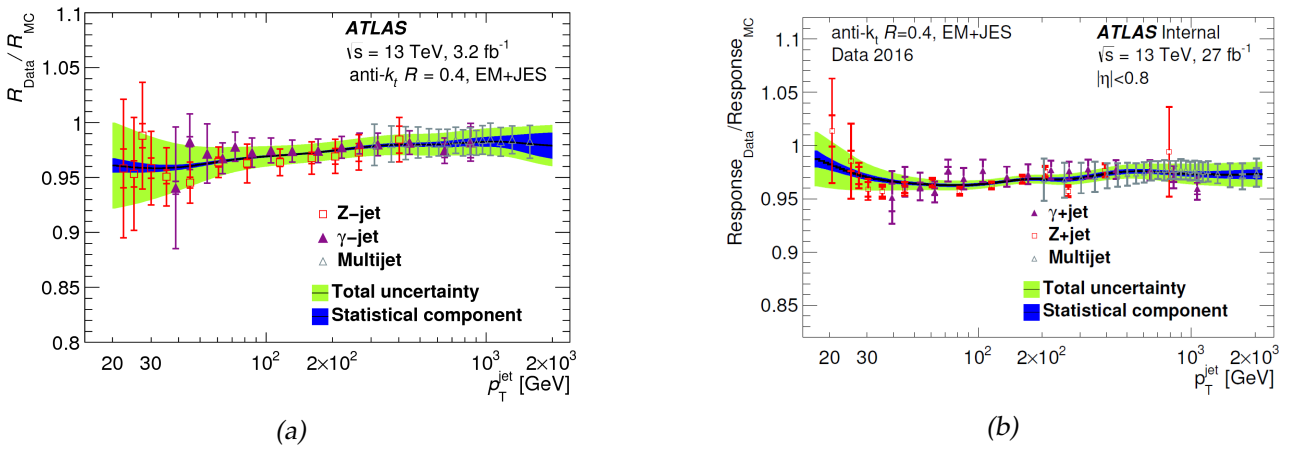 1.1
1.05
1
0.95
0.9
0.85
0.8
R_Data / R_MC
ATLAS
√s = 13 TeV, 3.2 fb⁻¹
anti-k_t R = 0.4, EM+JES
Z−jet
γ−jet
Multijet
Total uncertainty
Statistical component
20 30 10² 2×10² 10³ 2×10³
p_T^jet [GeV]
(a)
1.1
1.05
1
0.95
0.9
0.85
Response_Data/Response_MC
anti-k_t R=0.4, EM+JES
Data 2016
ATLAS Internal
√s = 13 TeV, 27 fb⁻¹
|η|<0.8
γ+jet
Z+jet
Multijet
Total uncertainty
Statistical component
20 30 10² 2×10² 10³ 2×10³
p_T^jet [GeV]
(b)